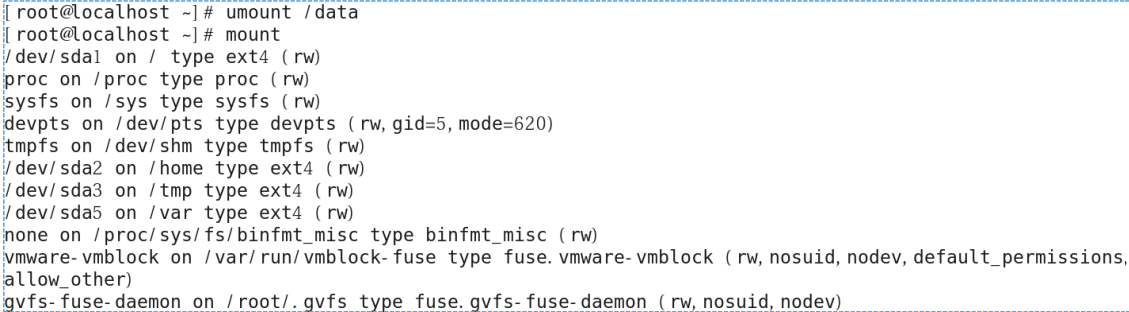 [root@localhost ~]# umount /data
[root@localhost ~]# mount
/dev/sda1 on / type ext4 (rw)
proc on /proc type proc (rw)
sysfs on /sys type sysfs (rw)
devpts on /dev/pts type devpts (rw,gid=5,mode=620)
tmpfs on /dev/shm type tmpfs (rw)
/dev/sda2 on /home type ext4 (rw)
/dev/sda3 on /tmp type ext4 (rw)
/dev/sda5 on /var type ext4 (rw)
none on /proc/sys/fs/binfmt_misc type binfmt_misc (rw)
vmware-vmblock on /var/run/vmblock-fuse type fuse.vmware-vmblock (rw,nosuid,nodev,default_permissions,
allow_other)
gvfs-fuse-daemon on /root/.gvfs type fuse.gvfs-fuse-daemon (rw,nosuid,nodev)